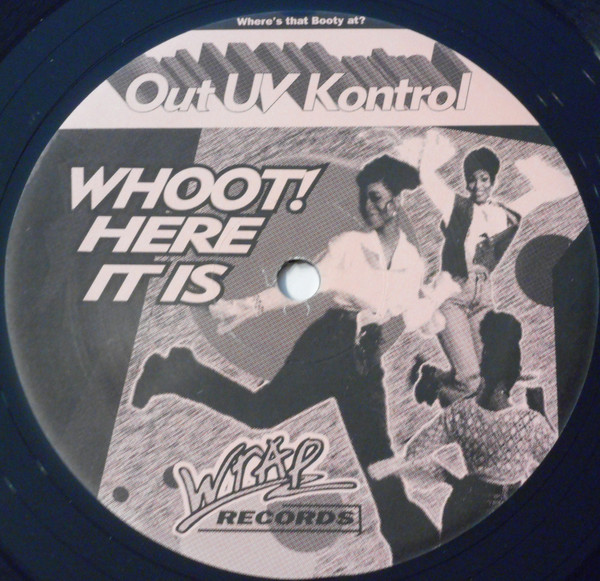 Where's that Booty at?
Out UV Kontrol
WHOOT!
HERE
IT IS
WRAP
RECORDS